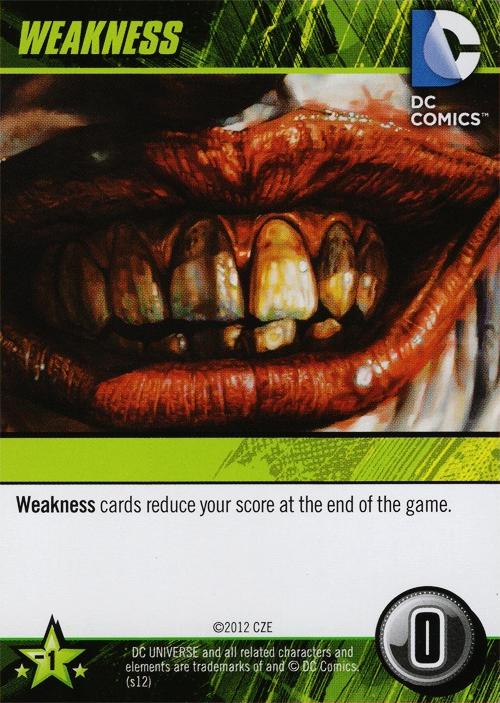 WEAKNESS
DC
COMICS™
Weakness cards reduce your score at the end of the game.
©2012 CZE
-1
DC UNIVERSE and all related characters and
elements are trademarks of and © DC Comics.
(s12)
0